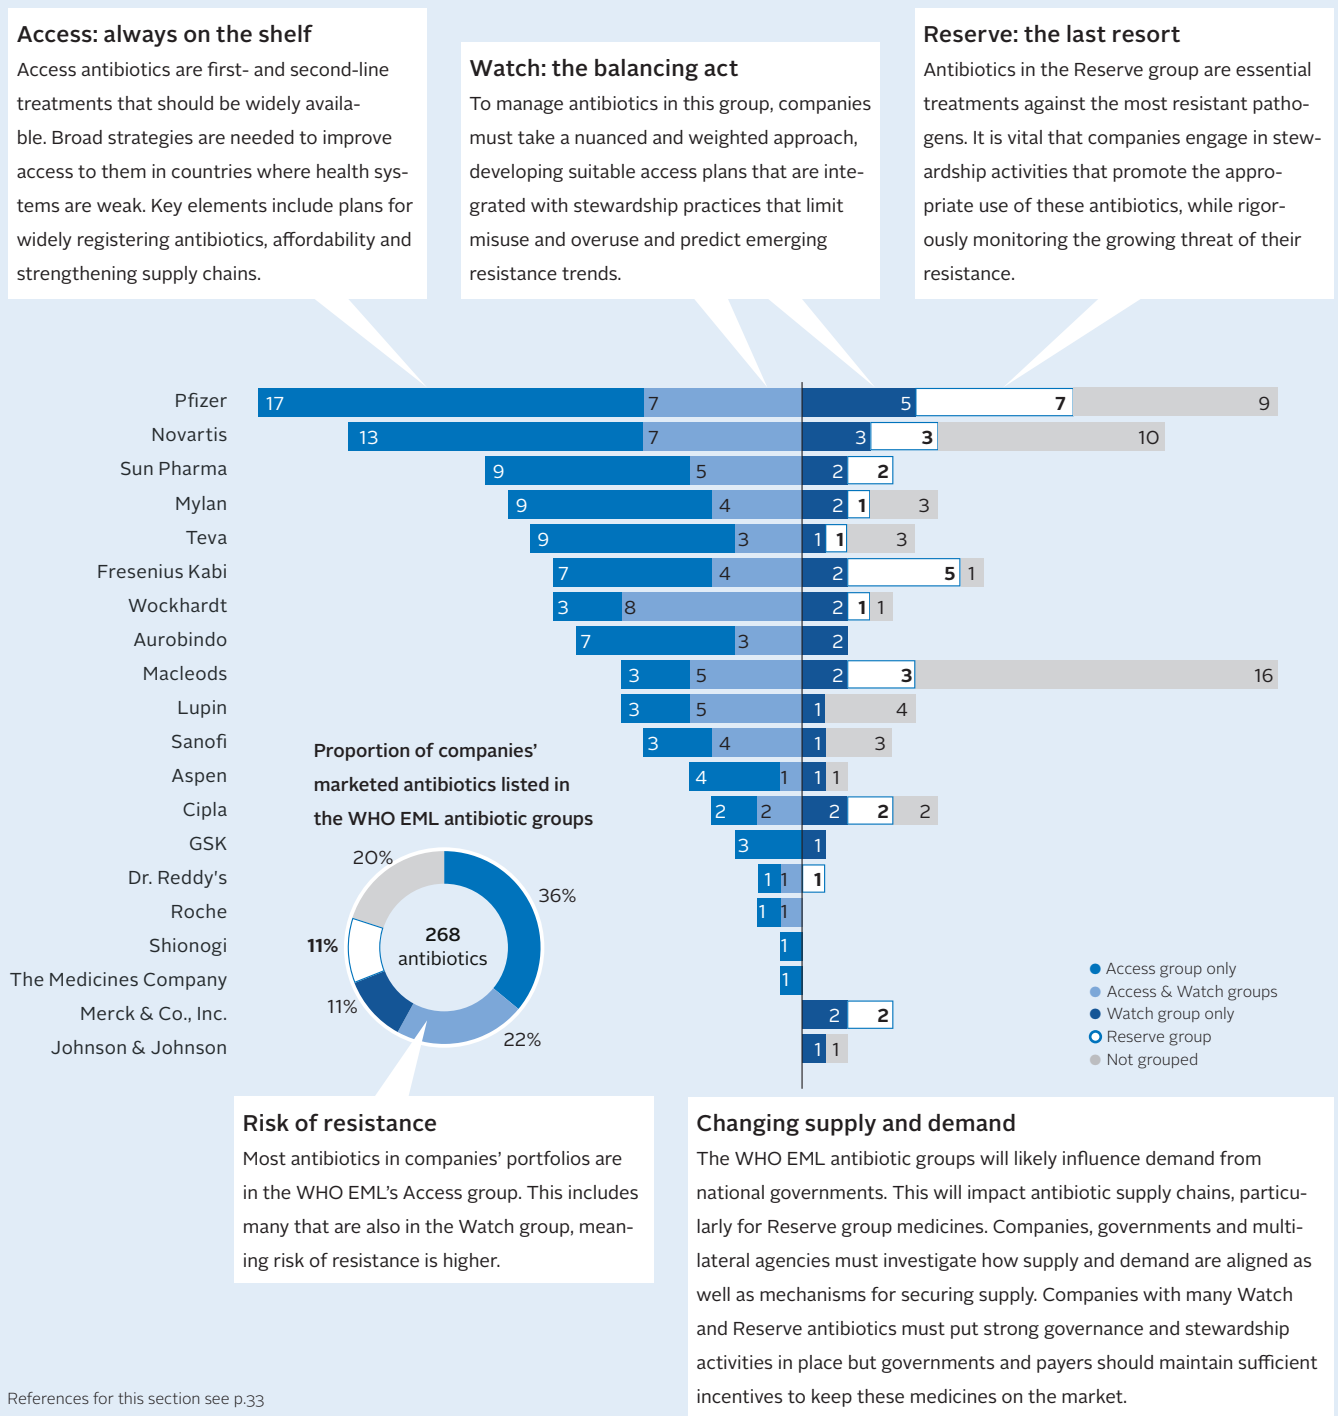 Access: always on the shelf
Access antibiotics are first- and second-line
treatments that should be widely availa-
ble. Broad strategies are needed to improve
access to them in countries where health sys-
tems are weak. Key elements include plans for
widely registering antibiotics, affordability and
strengthening supply chains.
Watch: the balancing act
To manage antibiotics in this group, companies
must take a nuanced and weighted approach,
developing suitable access plans that are inte-
grated with stewardship practices that limit
misuse and overuse and predict emerging
resistance trends.
Reserve: the last resort
Antibiotics in the Reserve group are essential
treatments against the most resistant patho-
gens. It is vital that companies engage in stew-
ardship activities that promote the appro-
priate use of these antibiotics, while rigor-
ously monitoring the growing threat of their
resistance.
Pfizer 17 7 5 7 9
Novartis 13 7 3 3 10
Sun Pharma 9 5 2 2
Mylan 9 4 2 1 3
Teva 9 3 1 1 3
Fresenius Kabi 7 4 2 5 1
Wockhardt 3 8 2 1 1
Aurobindo 7 3 2
Macleods 3 5 2 3 16
Lupin 3 5 1 4
Sanofi 3 4 1 3
Aspen 4 1 1 1
Cipla 2 2 2 2 2
GSK 3 1
Dr. Reddy's 1 1 1
Roche 1 1
Shionogi 1
The Medicines Company 1
Merck & Co., Inc. 2 2
Johnson & Johnson 1 1
Proportion of companies'
marketed antibiotics listed in
the WHO EML antibiotic groups
20%
36%
11%
268
antibiotics
11%
22%
Access group only
Access & Watch groups
Watch group only
Reserve group
Not grouped
Risk of resistance
Most antibiotics in companies' portfolios are
in the WHO EML's Access group. This includes
many that are also in the Watch group, mean-
ing risk of resistance is higher.
Changing supply and demand
The WHO EML antibiotic groups will likely influence demand from
national governments. This will impact antibiotic supply chains, particu-
larly for Reserve group medicines. Companies, governments and multi-
lateral agencies must investigate how supply and demand are aligned as
well as mechanisms for securing supply. Companies with many Watch
and Reserve antibiotics must put strong governance and stewardship
activities in place but governments and payers should maintain sufficient
incentives to keep these medicines on the market.
References for this section see p.33